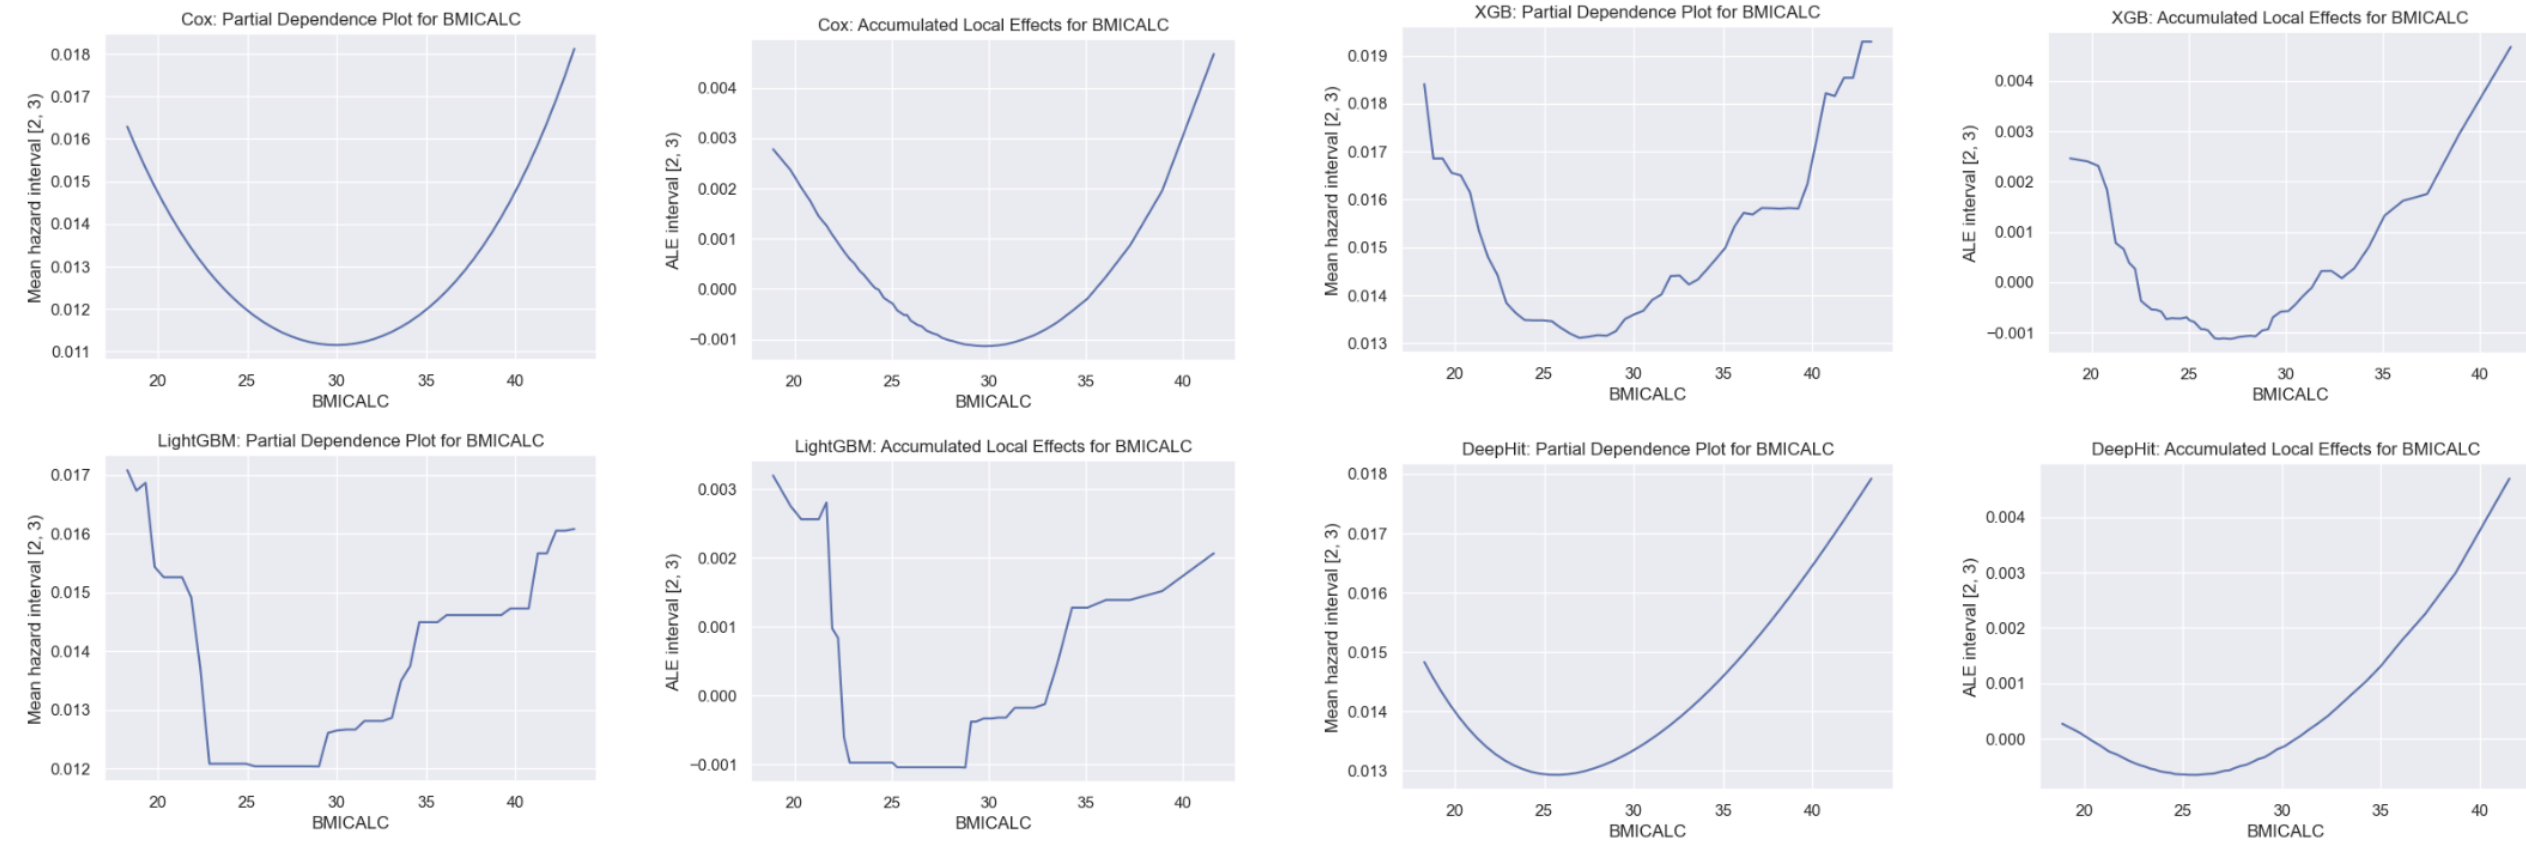 Cox: Partial Dependence Plot for BMICALC
Mean hazard interval [2, 3)
0.018
0.017
0.016
0.015
0.014
0.013
0.012
0.011
20 25 30 35 40
BMICALC
Cox: Accumulated Local Effects for BMICALC
ALE interval [2, 3)
0.004
0.003
0.002
0.001
0.000
−0.001
20 25 30 35 40
BMICALC
XGB: Partial Dependence Plot for BMICALC
Mean hazard interval [2, 3)
0.019
0.018
0.017
0.016
0.015
0.014
0.013
20 25 30 35 40
BMICALC
XGB: Accumulated Local Effects for BMICALC
ALE interval [2, 3)
0.004
0.003
0.002
0.001
0.000
−0.001
20 25 30 35 40
BMICALC
LightGBM: Partial Dependence Plot for BMICALC
Mean hazard interval [2, 3)
0.017
0.016
0.015
0.014
0.013
0.012
20 25 30 35 40
BMICALC
LightGBM: Accumulated Local Effects for BMICALC
ALE interval [2, 3)
0.003
0.002
0.001
0.000
−0.001
20 25 30 35 40
BMICALC
DeepHit: Partial Dependence Plot for BMICALC
Mean hazard interval [2, 3)
0.018
0.017
0.016
0.015
0.014
0.013
20 25 30 35 40
BMICALC
DeepHit: Accumulated Local Effects for BMICALC
ALE interval [2, 3)
0.004
0.003
0.002
0.001
0.000
20 25 30 35 40
BMICALC